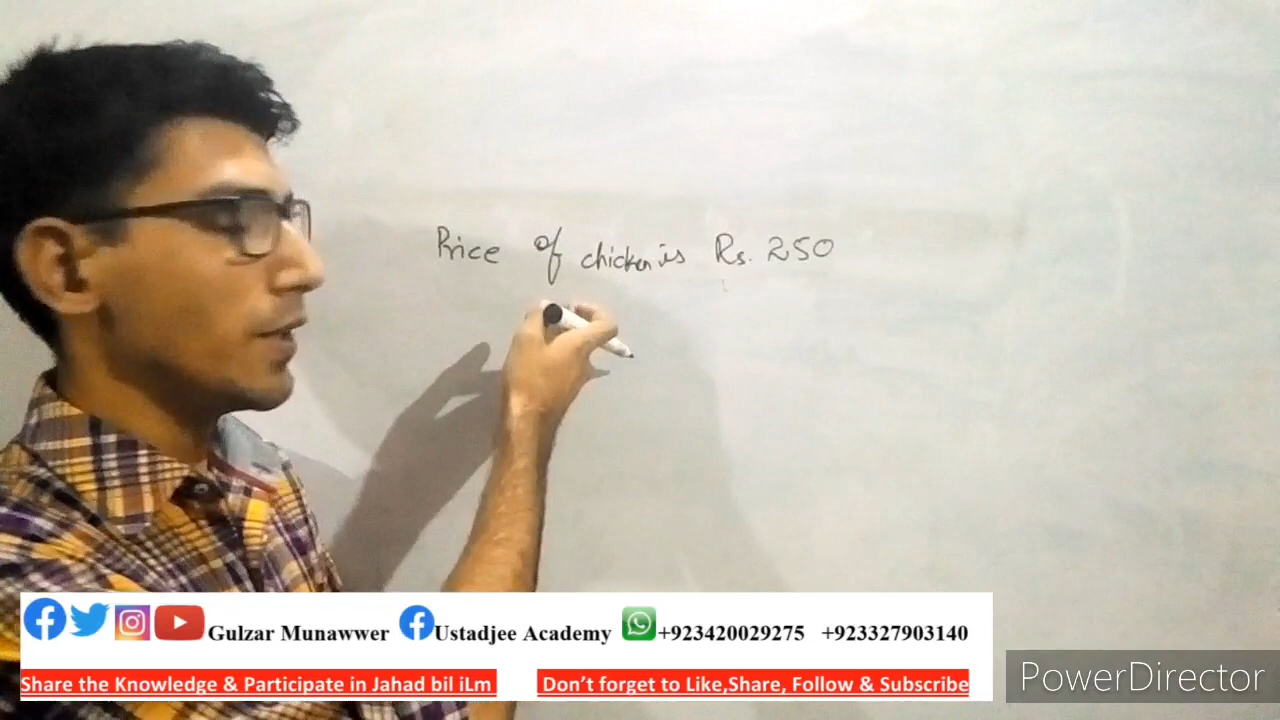 Price of chicken is Rs. 250
Gulzar Munawwer Ustadjee Academy +923420029275 +923327903140
Share the Knowledge & Participate in Jahad bil iLm Don't forget to Like,Share, Follow & Subscribe
PowerDirector